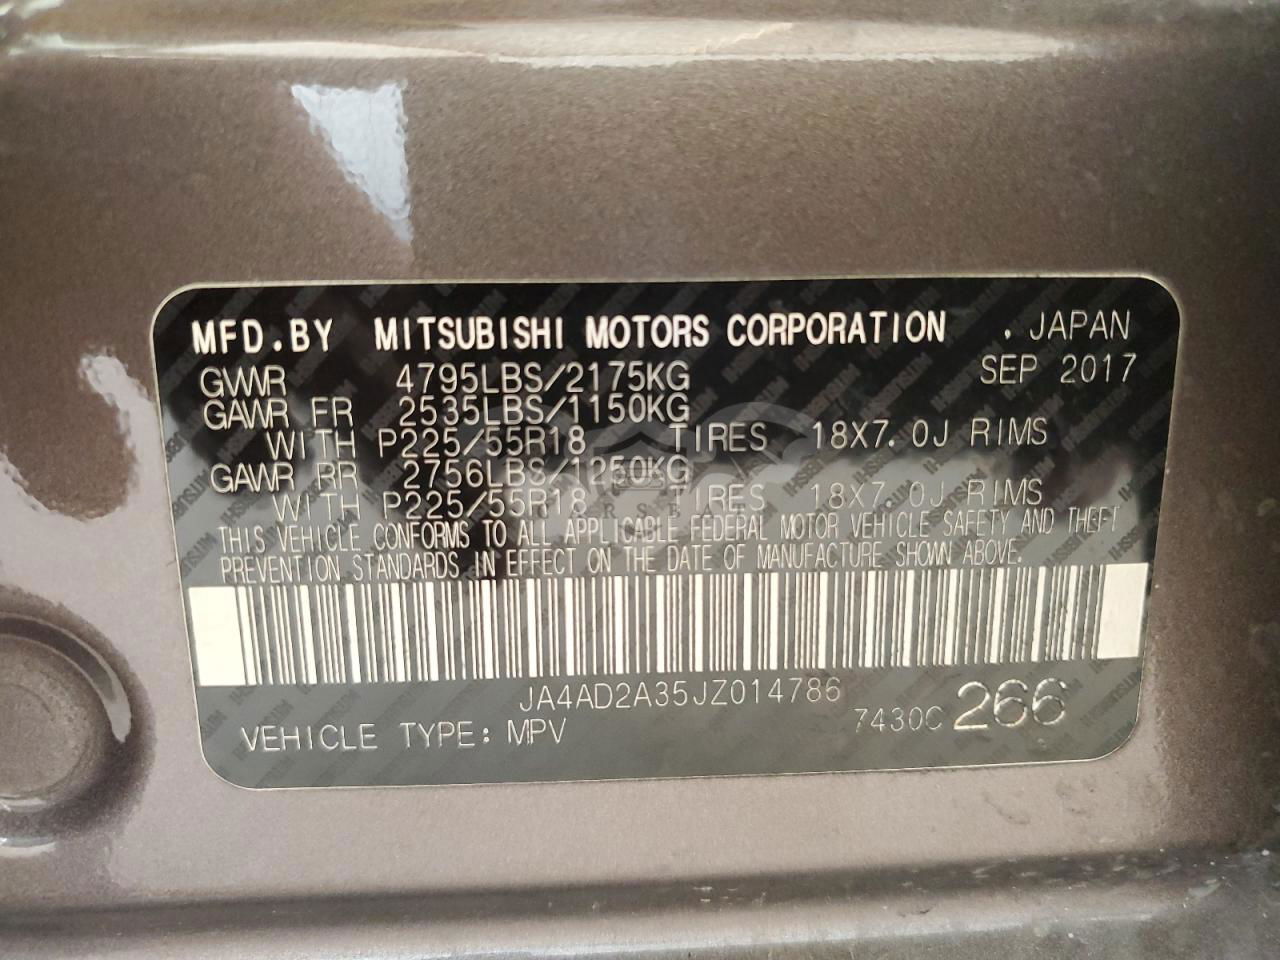 MFD.BY MITSUBISHI MOTORS CORPORATION . JAPAN
GVWR 4795LBS/2175KG SEP 2017
GAWR FR 2535LBS/1150KG
WITH P225/55R18 TIRES 18X7.0J RIMS
GAWR RR 2756LBS/1250KG
WITH P225/55R18 TIRES 18X7.0J RIMS
THIS VEHICLE CONFORMS TO ALL APPLICABLE FEDERAL MOTOR VEHICLE SAFETY AND THEFT
PREVENTION STANDARDS IN EFFECT ON THE DATE OF MANUFACTURE SHOWN ABOVE.
JA4AD2A35JZ014786
VEHICLE TYPE: MPV 7430C 266